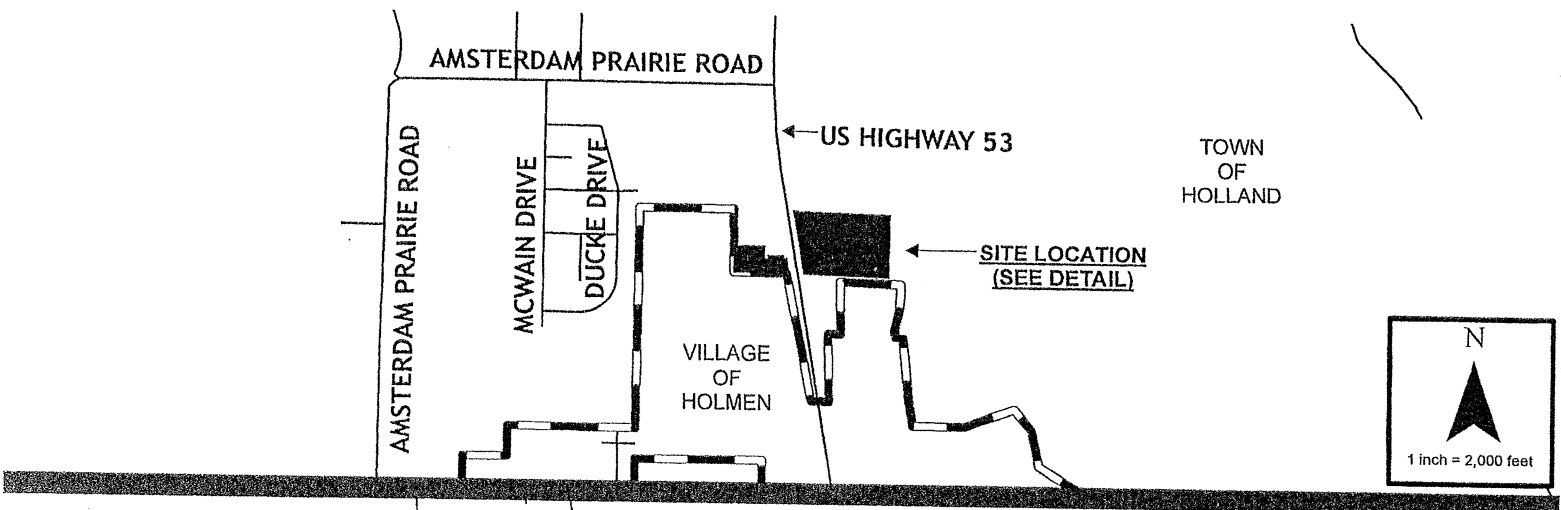 AMSTERDAM PRAIRIE ROAD
US HIGHWAY 53
TOWN
OF
HOLLAND
AMSTERDAM PRAIRIE ROAD
MCWAIN DRIVE
DUCKE DRIVE
SITE LOCATION
(SEE DETAIL)
VILLAGE
OF
HOLMEN
N
1 inch = 2,000 feet